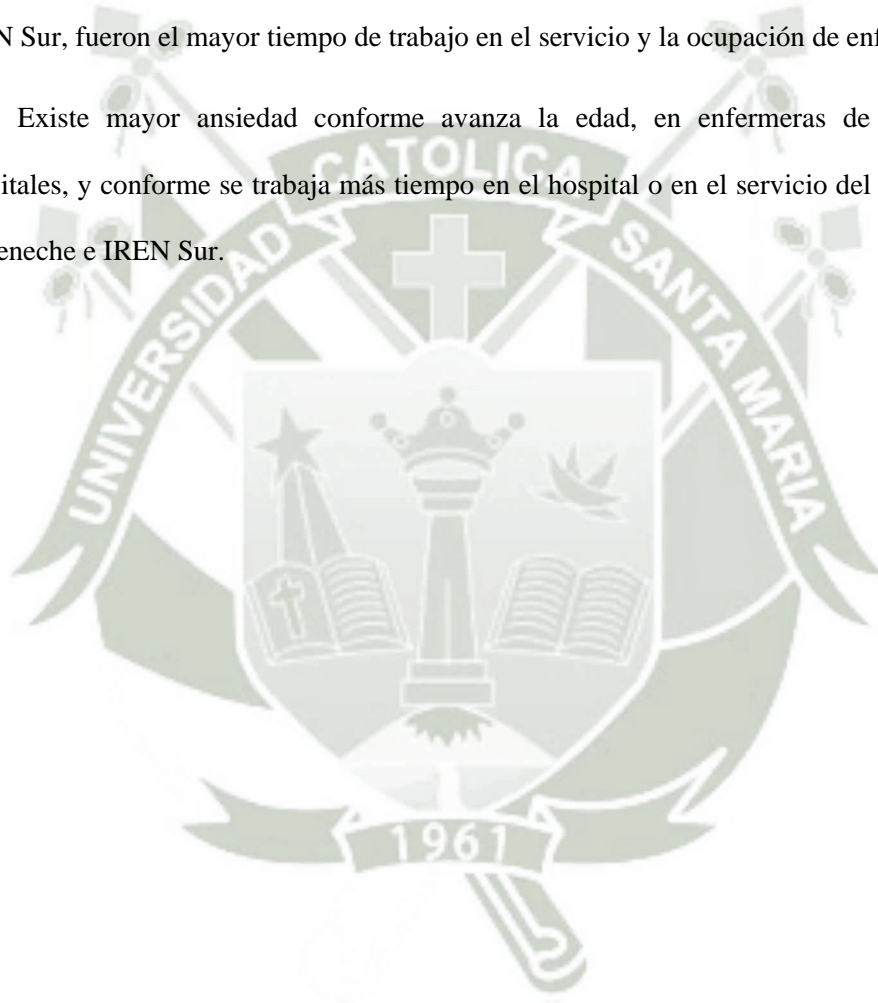 N Sur, fueron el mayor tiempo de trabajo en el servicio y la ocupación de enf
Existe mayor ansiedad conforme avanza la edad, en enfermeras de
itales, y conforme se trabaja más tiempo en el hospital o en el servicio del
eneche e IREN Sur.
UNIVERSIDAD CATOLICA SANTA MARIA
1961